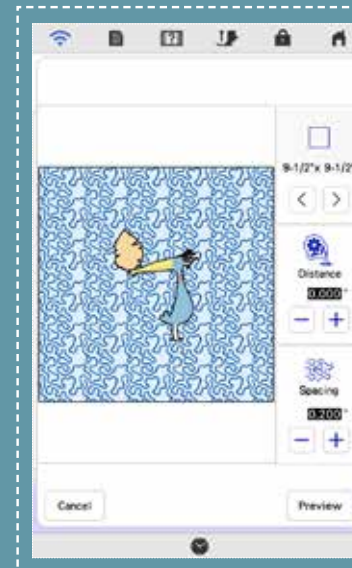 9-1/2"x 9-1/2"
Distance
0.000"
Spacing
0.200"
Cancel
Preview